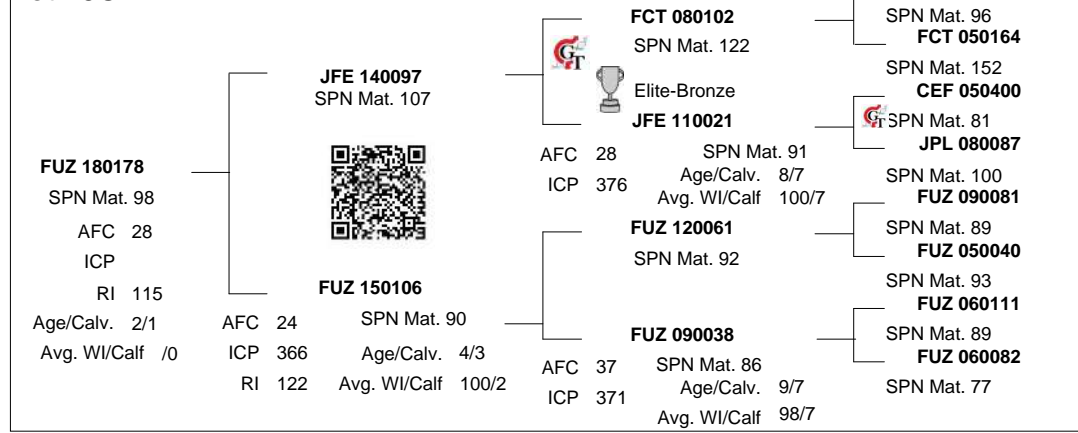 FUZ 180178
SPN Mat. 98
AFC 28
ICP
RI 115
Age/Calv. 2/1
Avg. WI/Calf /0
JFE 140097
SPN Mat. 107
FUZ 150106
SPN Mat. 90
AFC 24
ICP 366
Age/Calv. 4/3
RI 122
Avg. WI/Calf 100/2
FCT 080102
SPN Mat. 122
GT
Elite-Bronze
JFE 110021
SPN Mat. 91
AFC 28
Age/Calv. 8/7
ICP 376
Avg. WI/Calf 100/7
FUZ 120061
SPN Mat. 92
FUZ 090038
SPN Mat. 86
AFC 37
Age/Calv. 9/7
ICP 371
Avg. WI/Calf 98/7
SPN Mat. 96
FCT 050164
SPN Mat. 152
CEF 050400
GT
SPN Mat. 81
JPL 080087
SPN Mat. 100
FUZ 090081
SPN Mat. 89
FUZ 050040
SPN Mat. 93
FUZ 060111
SPN Mat. 89
FUZ 060082
SPN Mat. 77